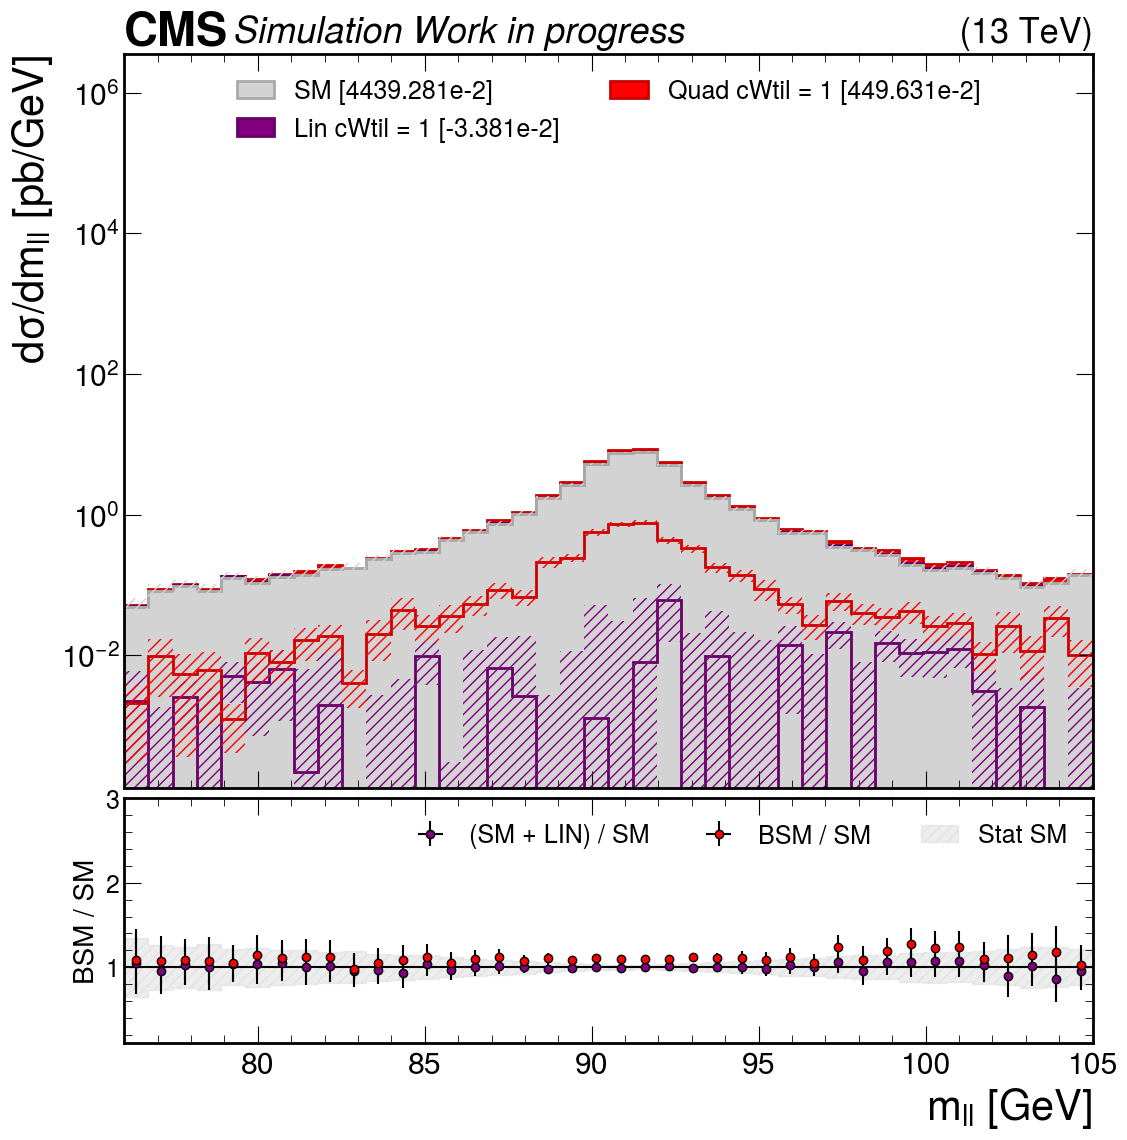 CMS Simulation Work in progress (13 TeV)
dσ/dm_ll [pb/GeV]
SM [4439.281e-2]
Quad cWtil = 1 [449.631e-2]
Lin cWtil = 1 [-3.381e-2]
10^6
10^4
10^2
10^0
10^-2
BSM / SM
(SM + LIN) / SM
BSM / SM
Stat SM
3
2
1
80 85 90 95 100 105
m_ll [GeV]